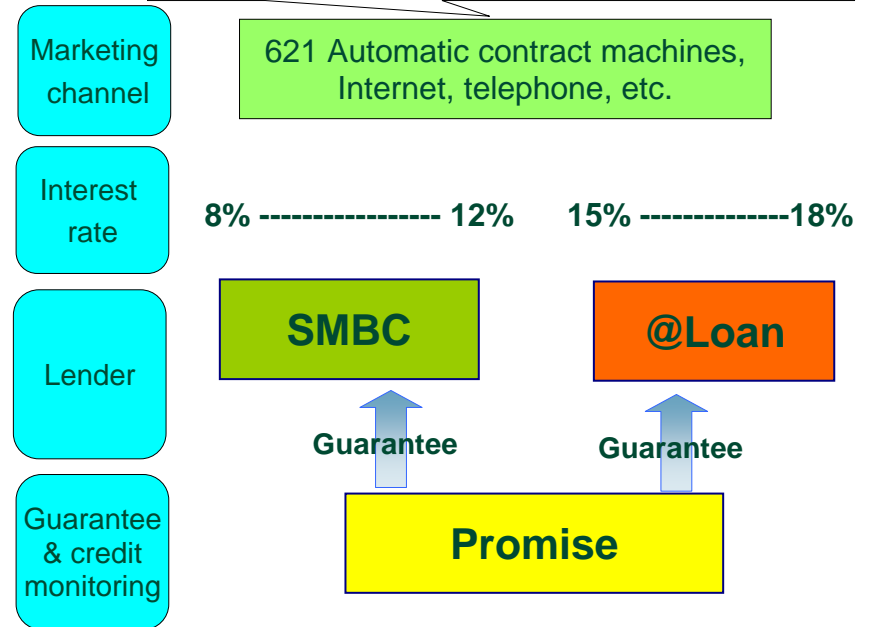 Marketing
channel
621 Automatic contract machines,
Internet, telephone, etc.
Interest
rate
8% ----------------- 12%
15% --------------18%
Lender
SMBC
@Loan
Guarantee
Guarantee
Guarantee
& credit
monitoring
Promise